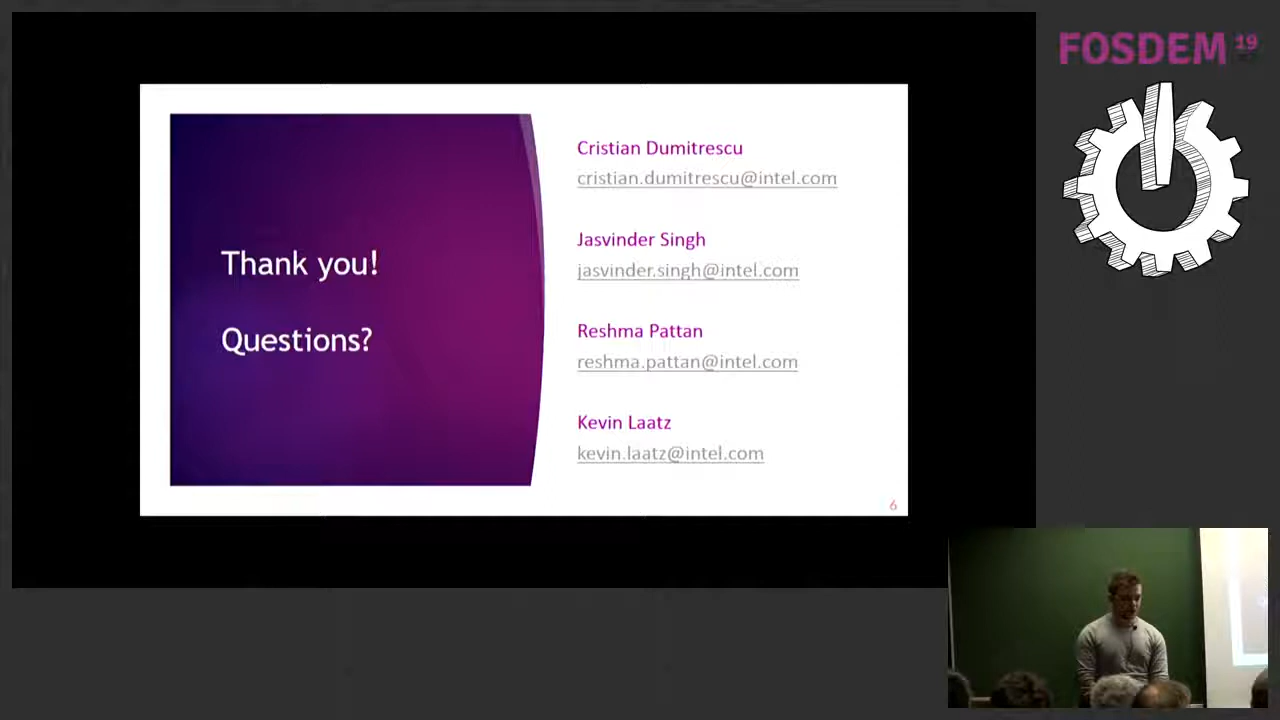 FOSDEM 19
Thank you!
Questions?
Cristian Dumitrescu
cristian.dumitrescu@intel.com
Jasvinder Singh
jasvinder.singh@intel.com
Reshma Pattan
reshma.pattan@intel.com
Kevin Laatz
kevin.laatz@intel.com
6